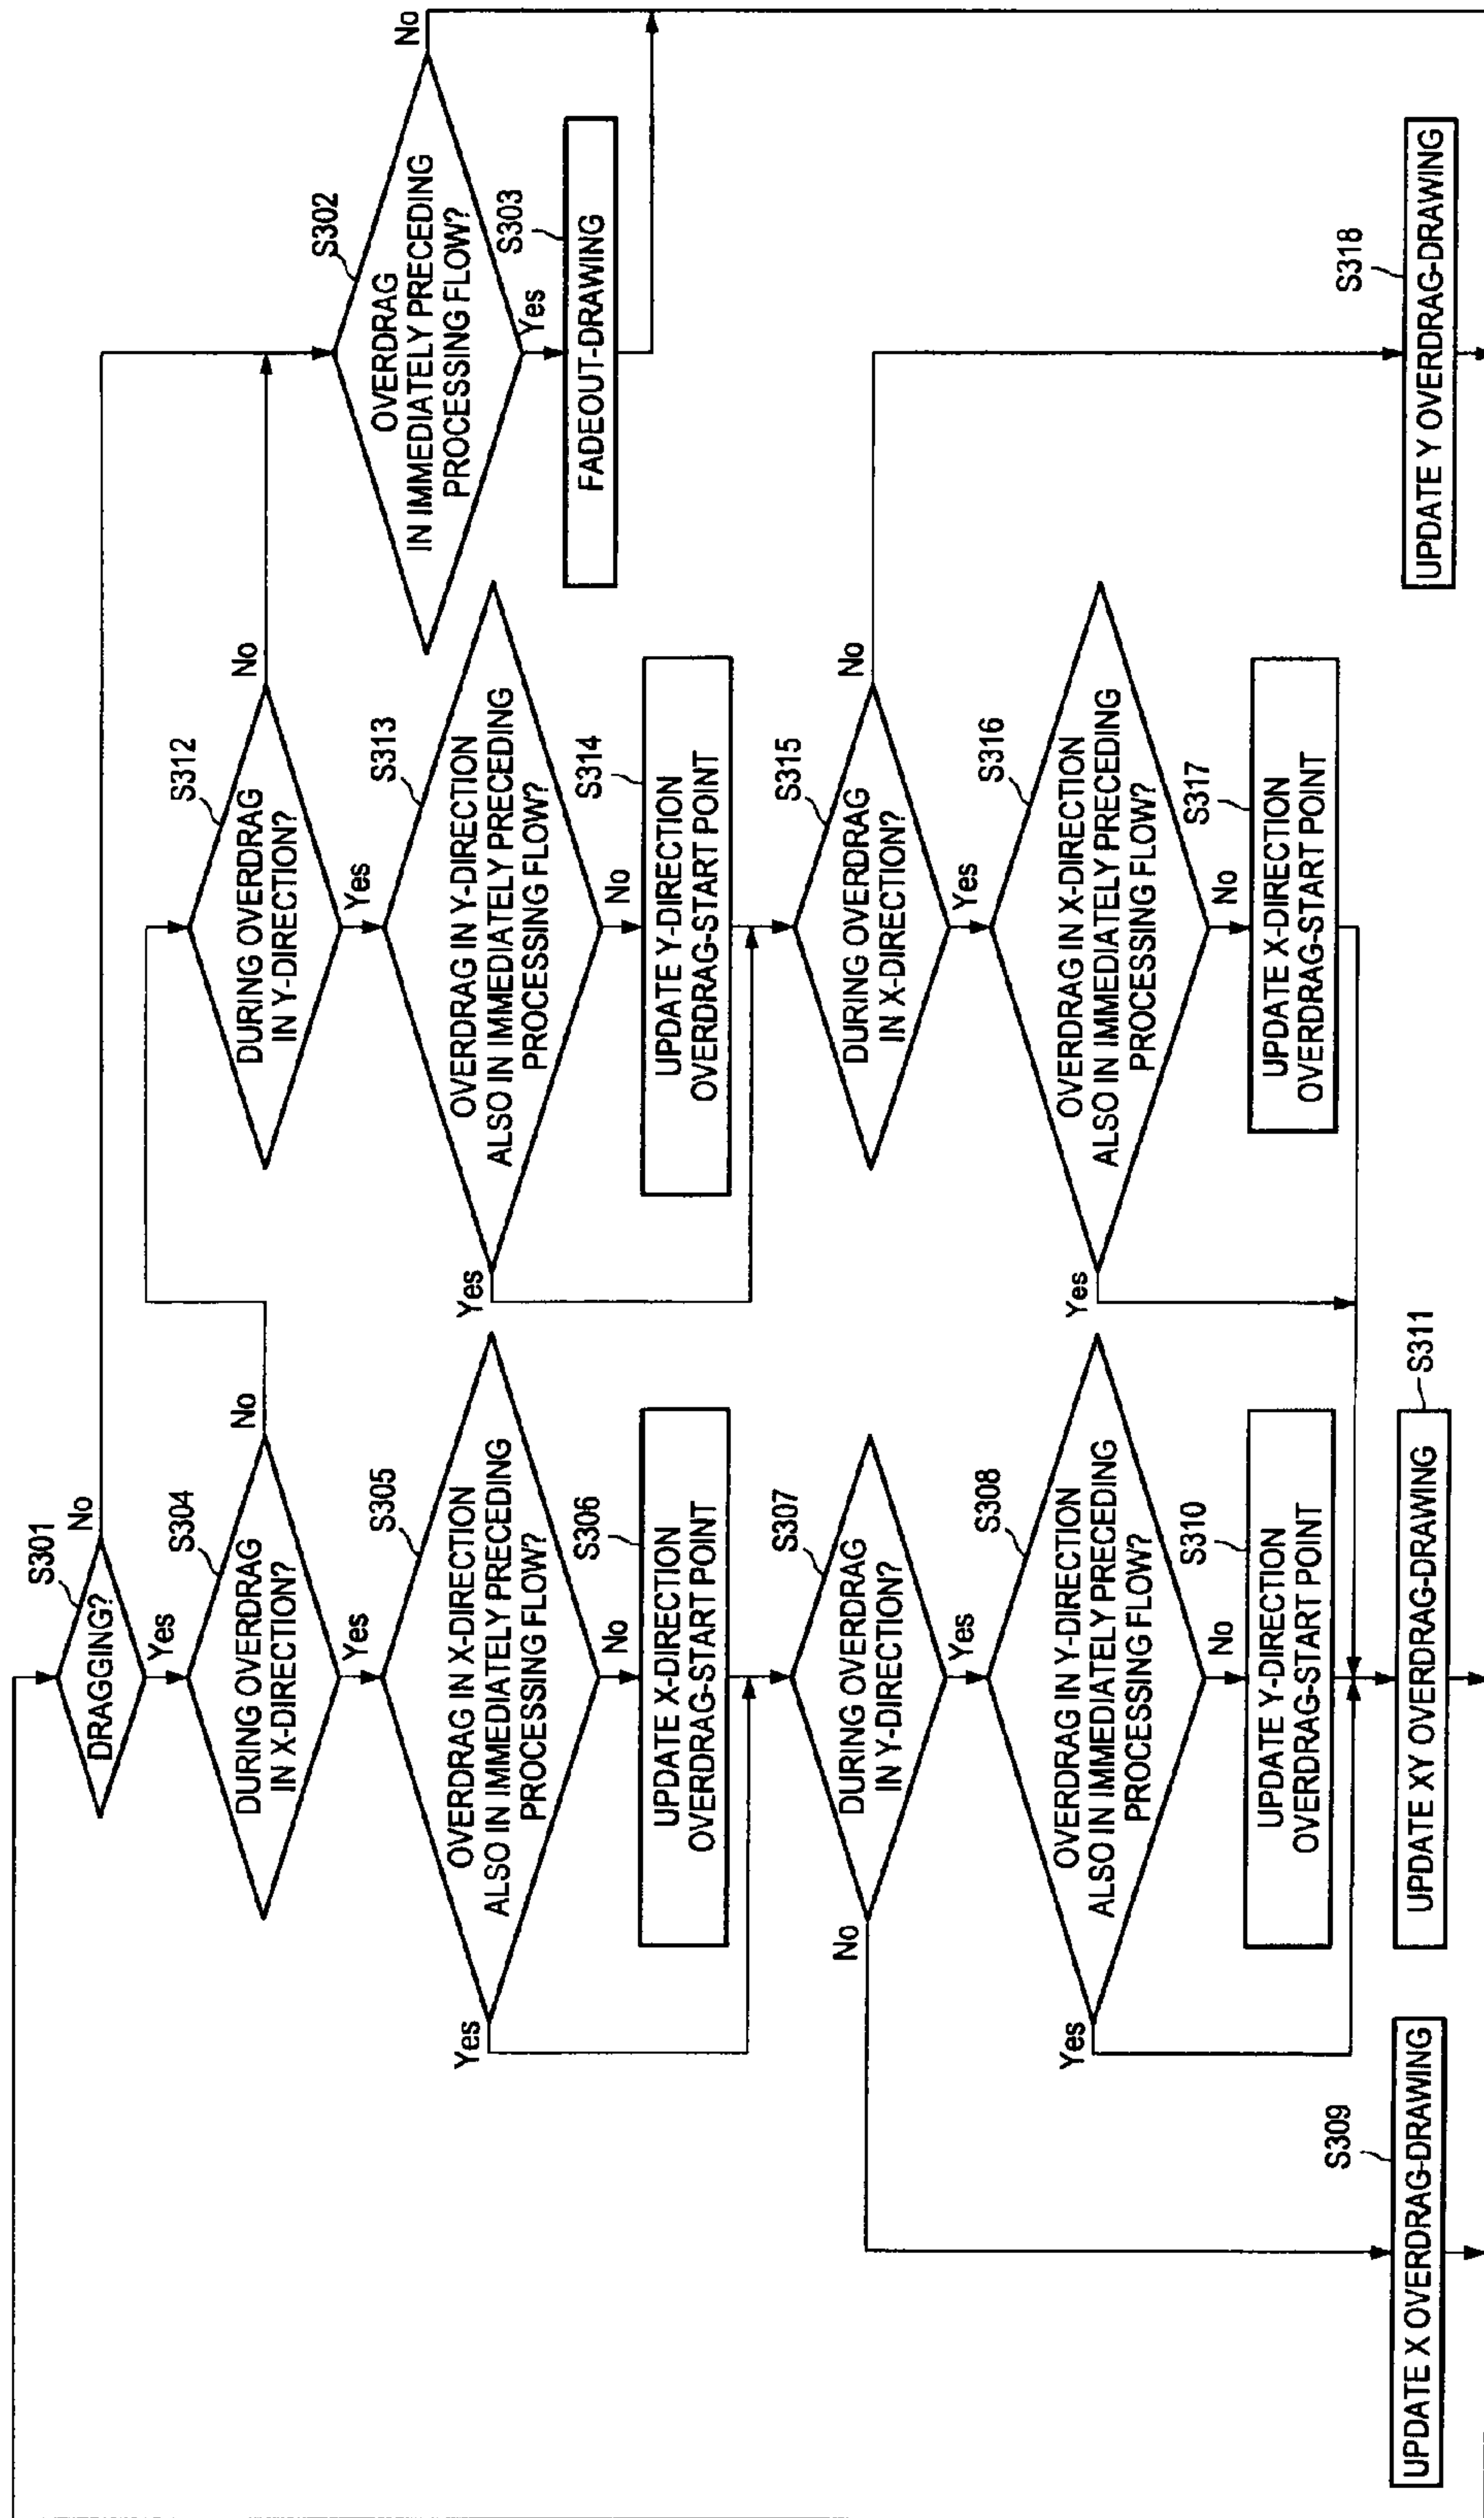 S301
DRAGGING?
No
Yes
S304
DURING OVERDRAG
IN X-DIRECTION?
No
Yes
S305
OVERDRAG IN X-DIRECTION
ALSO IN IMMEDIATELY PRECEDING
PROCESSING FLOW?
Yes
No
S306
UPDATE X-DIRECTION
OVERDRAG-START POINT
S307
DURING OVERDRAG
IN Y-DIRECTION?
No
Yes
S308
OVERDRAG IN Y-DIRECTION
ALSO IN IMMEDIATELY PRECEDING
PROCESSING FLOW?
Yes
No
S310
UPDATE Y-DIRECTION
OVERDRAG-START POINT
S309
UPDATE X OVERDRAG-DRAWING
S311
UPDATE XY OVERDRAG-DRAWING
S312
DURING OVERDRAG
IN Y-DIRECTION?
No
Yes
S313
OVERDRAG IN Y-DIRECTION
ALSO IN IMMEDIATELY PRECEDING
PROCESSING FLOW?
Yes
No
S314
UPDATE Y-DIRECTION
OVERDRAG-START POINT
S315
DURING OVERDRAG
IN X-DIRECTION?
No
Yes
S316
OVERDRAG IN X-DIRECTION
ALSO IN IMMEDIATELY PRECEDING
PROCESSING FLOW?
Yes
No
S317
UPDATE X-DIRECTION
OVERDRAG-START POINT
S302
OVERDRAG
IN IMMEDIATELY PRECEDING
PROCESSING FLOW?
No
Yes
S303
FADEOUT-DRAWING
S318
UPDATE Y OVERDRAG-DRAWING